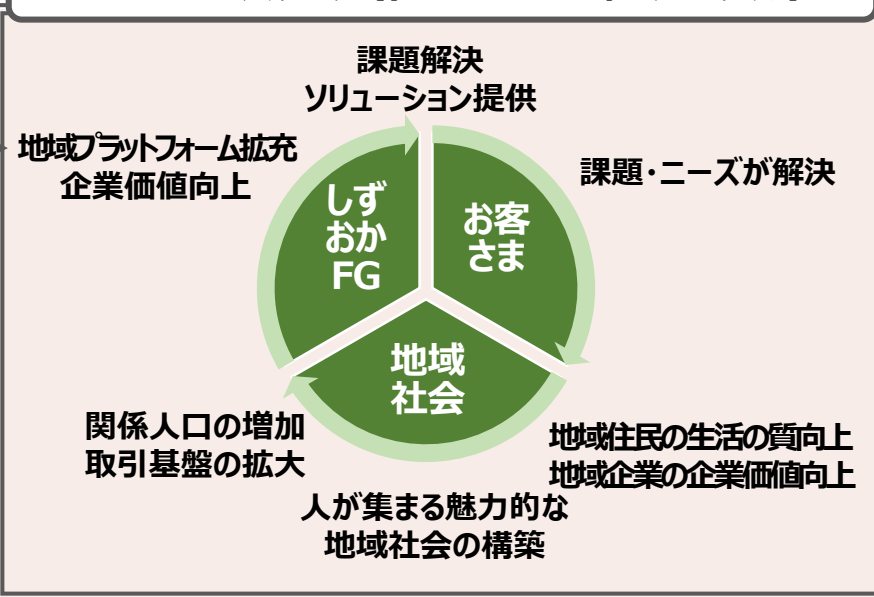 課題解決
ソリューション提供
地域プラットフォーム拡充
企業価値向上
課題・ニーズが解決
しず
おか
FG
お客
さま
地域
社会
関係人口の増加
取引基盤の拡大
地域住民の生活の質向上
地域企業の企業価値向上
人が集まる魅力的な
地域社会の構築